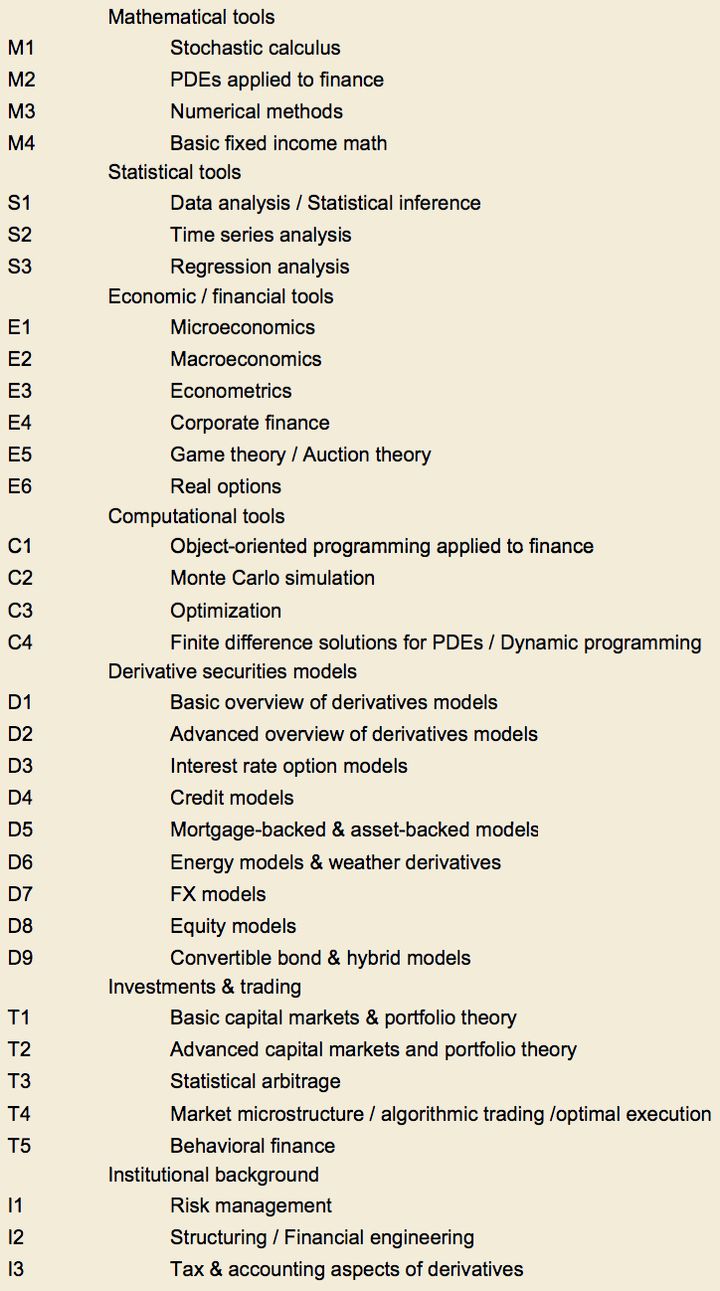 Mathematical tools
M1 Stochastic calculus
M2 PDEs applied to finance
M3 Numerical methods
M4 Basic fixed income math
Statistical tools
S1 Data analysis / Statistical inference
S2 Time series analysis
S3 Regression analysis
Economic / financial tools
E1 Microeconomics
E2 Macroeconomics
E3 Econometrics
E4 Corporate finance
E5 Game theory / Auction theory
E6 Real options
Computational tools
C1 Object-oriented programming applied to finance
C2 Monte Carlo simulation
C3 Optimization
C4 Finite difference solutions for PDEs / Dynamic programming
Derivative securities models
D1 Basic overview of derivatives models
D2 Advanced overview of derivatives models
D3 Interest rate option models
D4 Credit models
D5 Mortgage-backed & asset-backed models
D6 Energy models & weather derivatives
D7 FX models
D8 Equity models
D9 Convertible bond & hybrid models
Investments & trading
T1 Basic capital markets & portfolio theory
T2 Advanced capital markets and portfolio theory
T3 Statistical arbitrage
T4 Market microstructure / algorithmic trading /optimal execution
T5 Behavioral finance
Institutional background
I1 Risk management
I2 Structuring / Financial engineering
I3 Tax & accounting aspects of derivatives